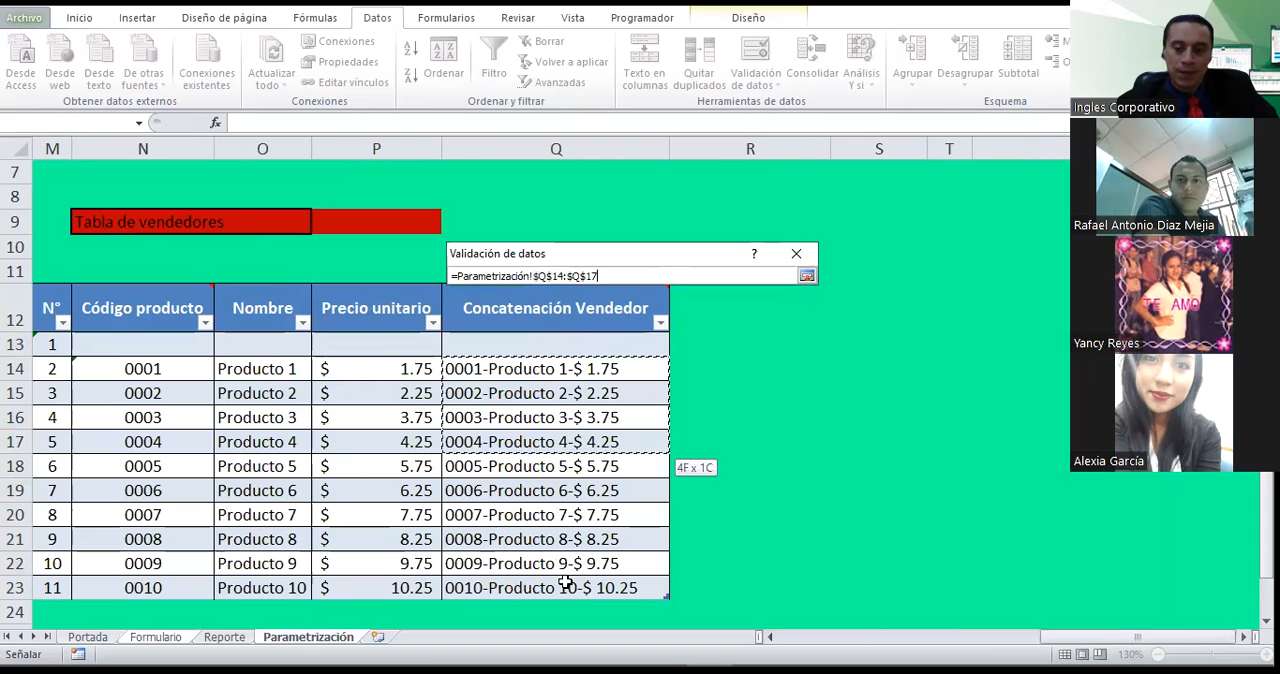 Archivo Inicio Insertar Diseño de página Fórmulas Datos Formularios Revisar Vista Programador Diseño
Desde Access
Desde web
Desde texto
De otras fuentes
Conexiones existentes
Actualizar todo
Conexiones
Propiedades
Editar vínculos
Ordenar
Filtro
Borrar
Volver a aplicar
Avanzadas
Texto en columnas
Quitar duplicados
Validación de datos
Consolidar
Análisis Y si
Agrupar
Desagrupar
Subtotal
Obtener datos externos Conexiones Ordenar y filtrar Herramientas de datos Esquema
fx
M N O P Q R S T
7
8
9 Tabla de vendedores
10
Validación de datos ?
11
=Parametrización!$Q$14:$Q$17
12 N° Código producto Nombre Precio unitario Concatenación Vendedor
13 1
14 2 0001 Producto 1 $ 1.75 0001-Producto 1-$ 1.75
15 3 0002 Producto 2 $ 2.25 0002-Producto 2-$ 2.25
16 4 0003 Producto 3 $ 3.75 0003-Producto 3-$ 3.75
17 5 0004 Producto 4 $ 4.25 0004-Producto 4-$ 4.25
18 6 0005 Producto 5 $ 5.75 0005-Producto 5-$ 5.75 4F x 1C
19 7 0006 Producto 6 $ 6.25 0006-Producto 6-$ 6.25
20 8 0007 Producto 7 $ 7.75 0007-Producto 7-$ 7.75
21 9 0008 Producto 8 $ 8.25 0008-Producto 8-$ 8.25
22 10 0009 Producto 9 $ 9.75 0009-Producto 9-$ 9.75
23 11 0010 Producto 10 $ 10.25 0010-Producto 10-$ 10.25
24
Portada Formulario Reporte Parametrización
Señalar 130%
Ingles Corporativo
Rafael Antonio Diaz Mejia
TE AMO
Yancy Reyes
Alexia García